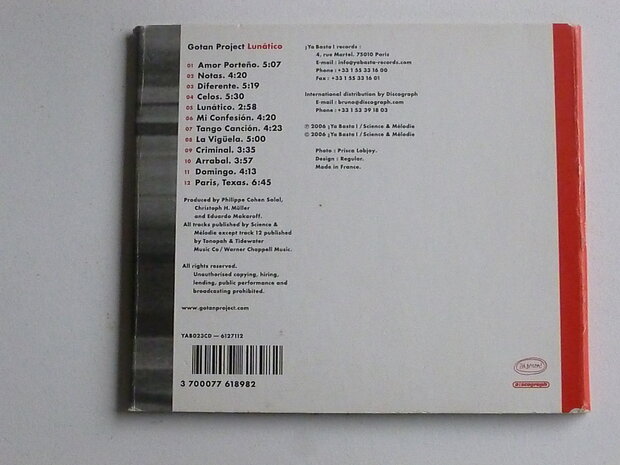 Gotan Project Lunático
01 Amor Porteño. 5:07
02 Notas. 4:20
03 Diferente. 5:19
04 Celos. 5:30
05 Lunático. 2:58
06 Mi Confesión. 4:20
07 Tango Canción. 4:23
08 La Vigüela. 5:00
09 Criminal. 3:35
10 Arrabal. 3:57
11 Domingo. 4:13
12 Paris, Texas. 6:45
Produced by Philippe Cohen Solal,
Christoph H. Müller
and Eduardo Makaroff.
All tracks published by Science &
Mélodie except track 12 published
by Tonopah & Tidewater
Music Co / Warner Chappell Music.
All rights reserved.
Unauthorised copying, hiring,
lending, public performance and
broadcasting prohibited.
www.gotanproject.com
YAB023CD — 6127112
3 700077 618982
¡Ya Basta! records :
4, rue Martel. 75010 Paris
E-mail : info@yabasta-records.com
Phone : +33 1 55 33 16 00
Fax : +33 1 55 33 16 01
International distribution by Discograph
E-mail : bruno@discograph.com
Phone : +33 1 53 39 18 03
℗ 2006 ¡Ya Basta! / Science & Mélodie
© 2006 ¡Ya Basta! / Science & Mélodie
Photo : Prisca Lobjoy.
Design : Regular.
Made in France.
¡Ya Basta!
discograph